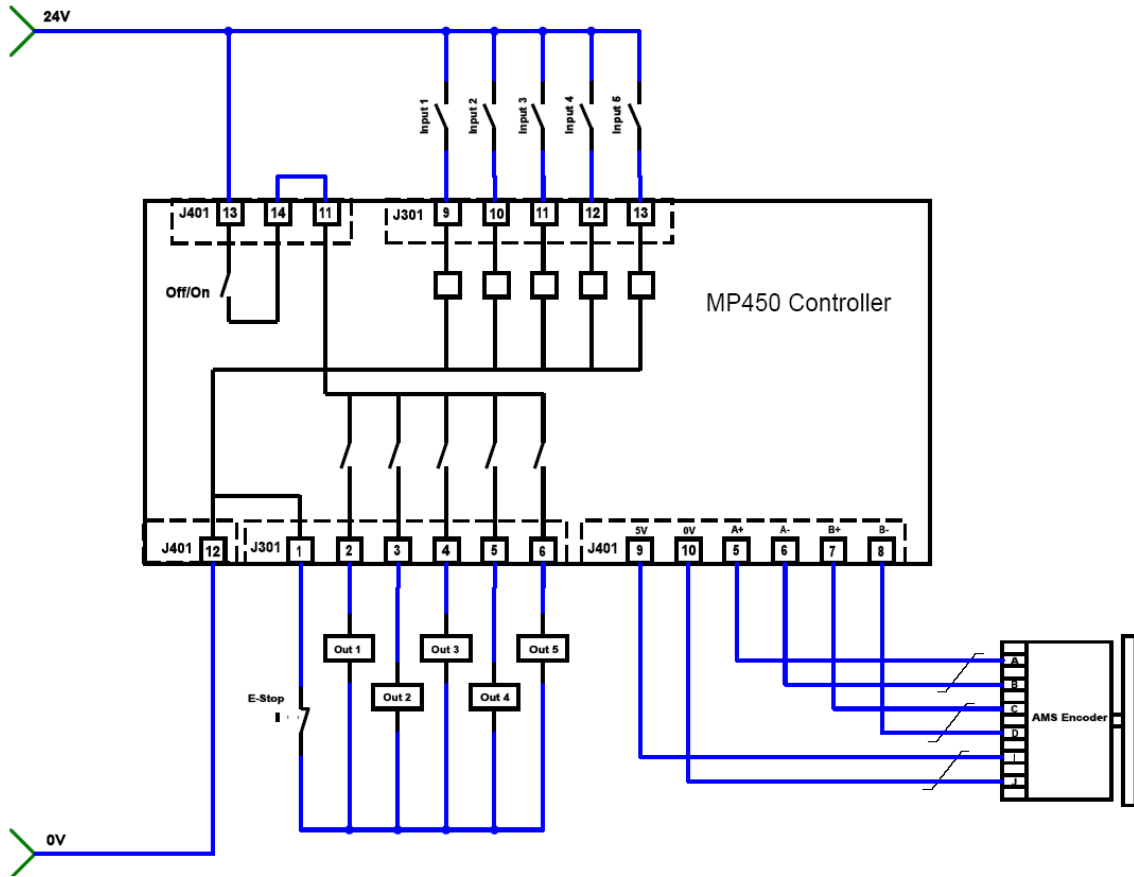 24V
Input 1 Input 2 Input 3 Input 4 Input 5
J401 13 14 11 J301 9 10 11 12 13
Off/On
MP450 Controller
5V 0V A+ A- B+ B-
J401 12 J301 1 2 3 4 5 6 J401 9 10 5 6 7 8
Out 1 Out 3 Out 5
A
B
E-Stop Out 2 Out 4
C
AMS Encoder
D
I
J
0V